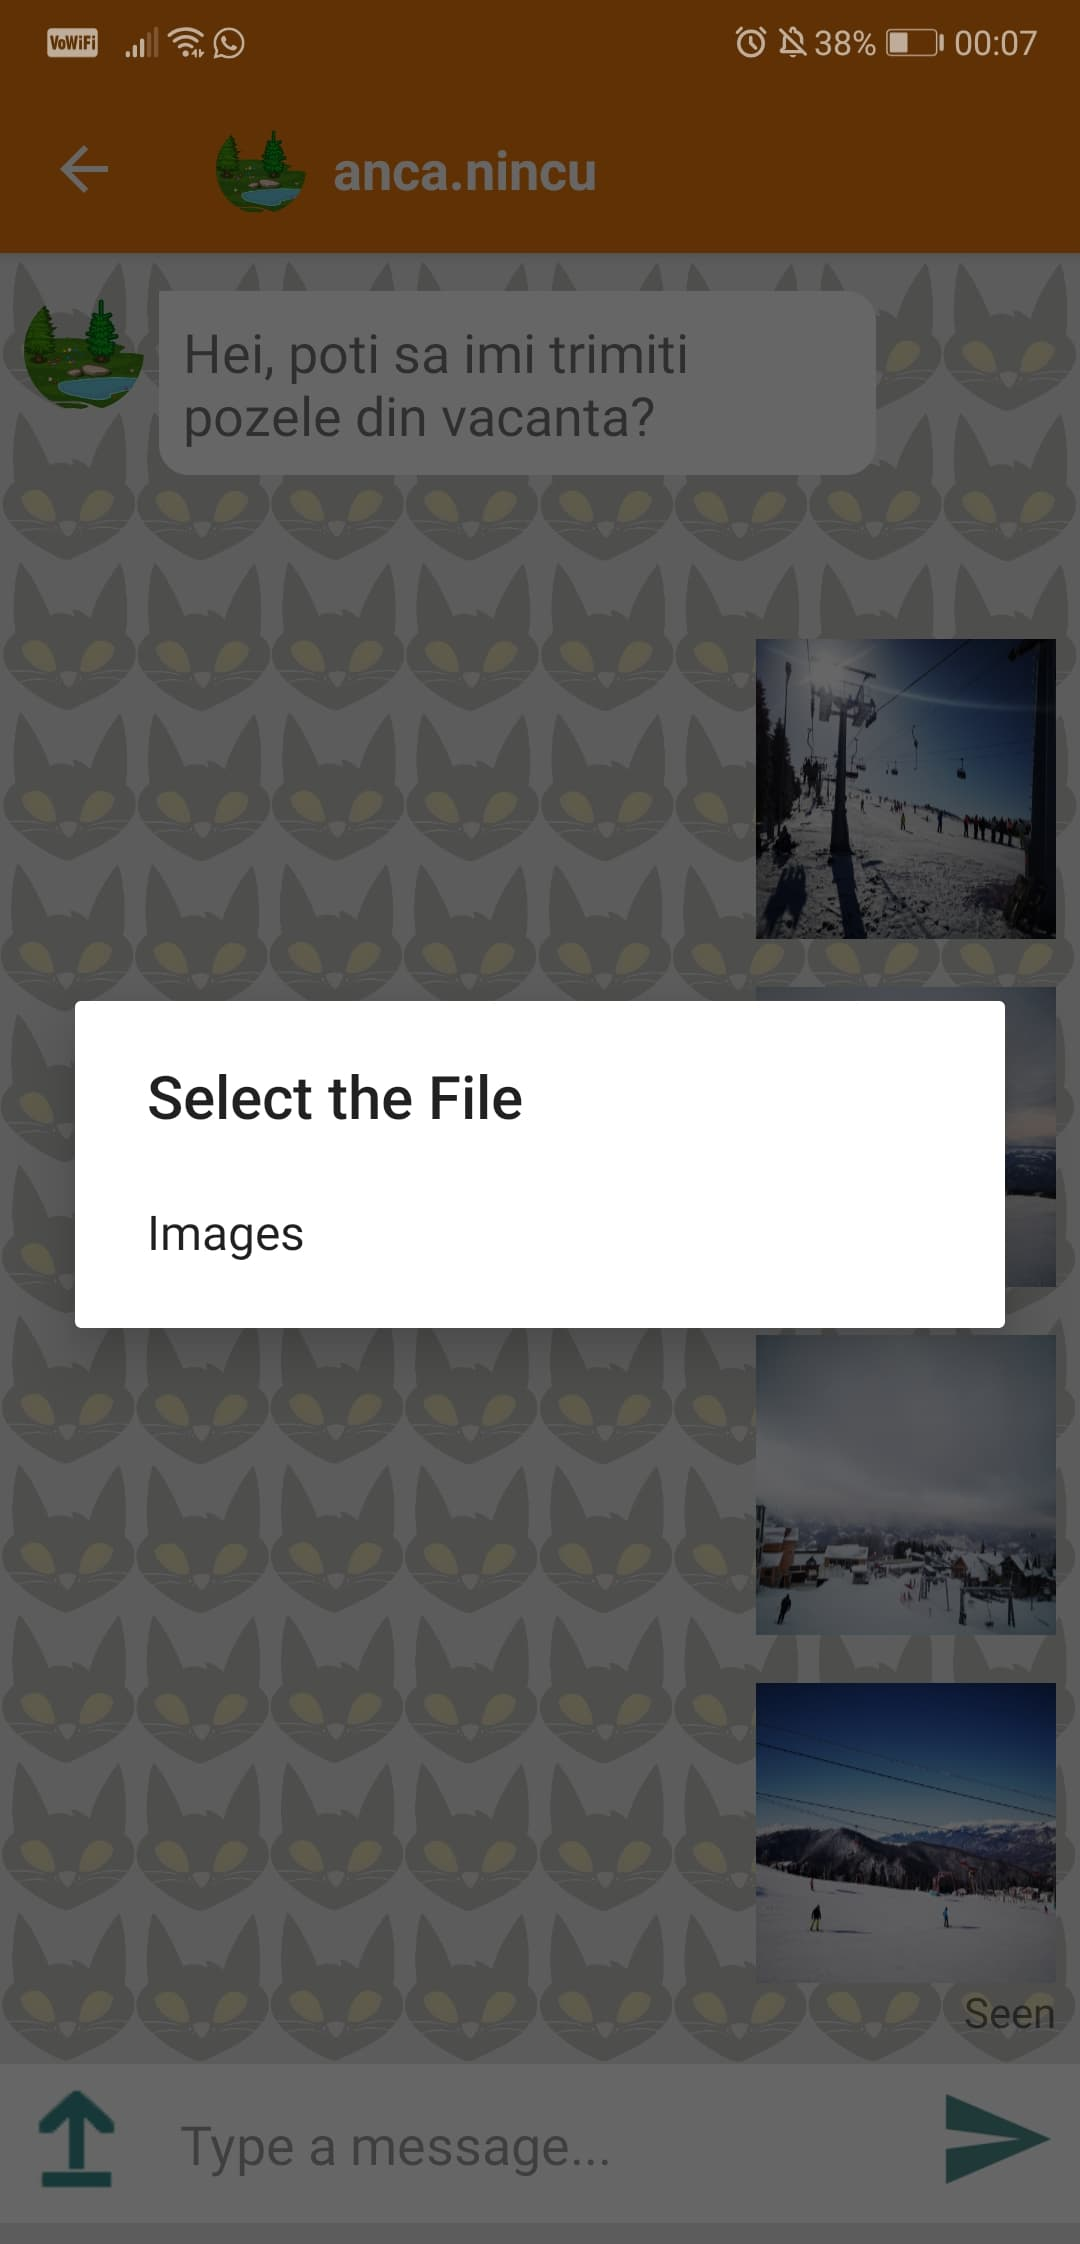 VoWiFi 38% 00:07
anca.nincu
Hei, poti sa imi trimiti
pozele din vacanta?
Select the File
Images
Seen
Type a message...